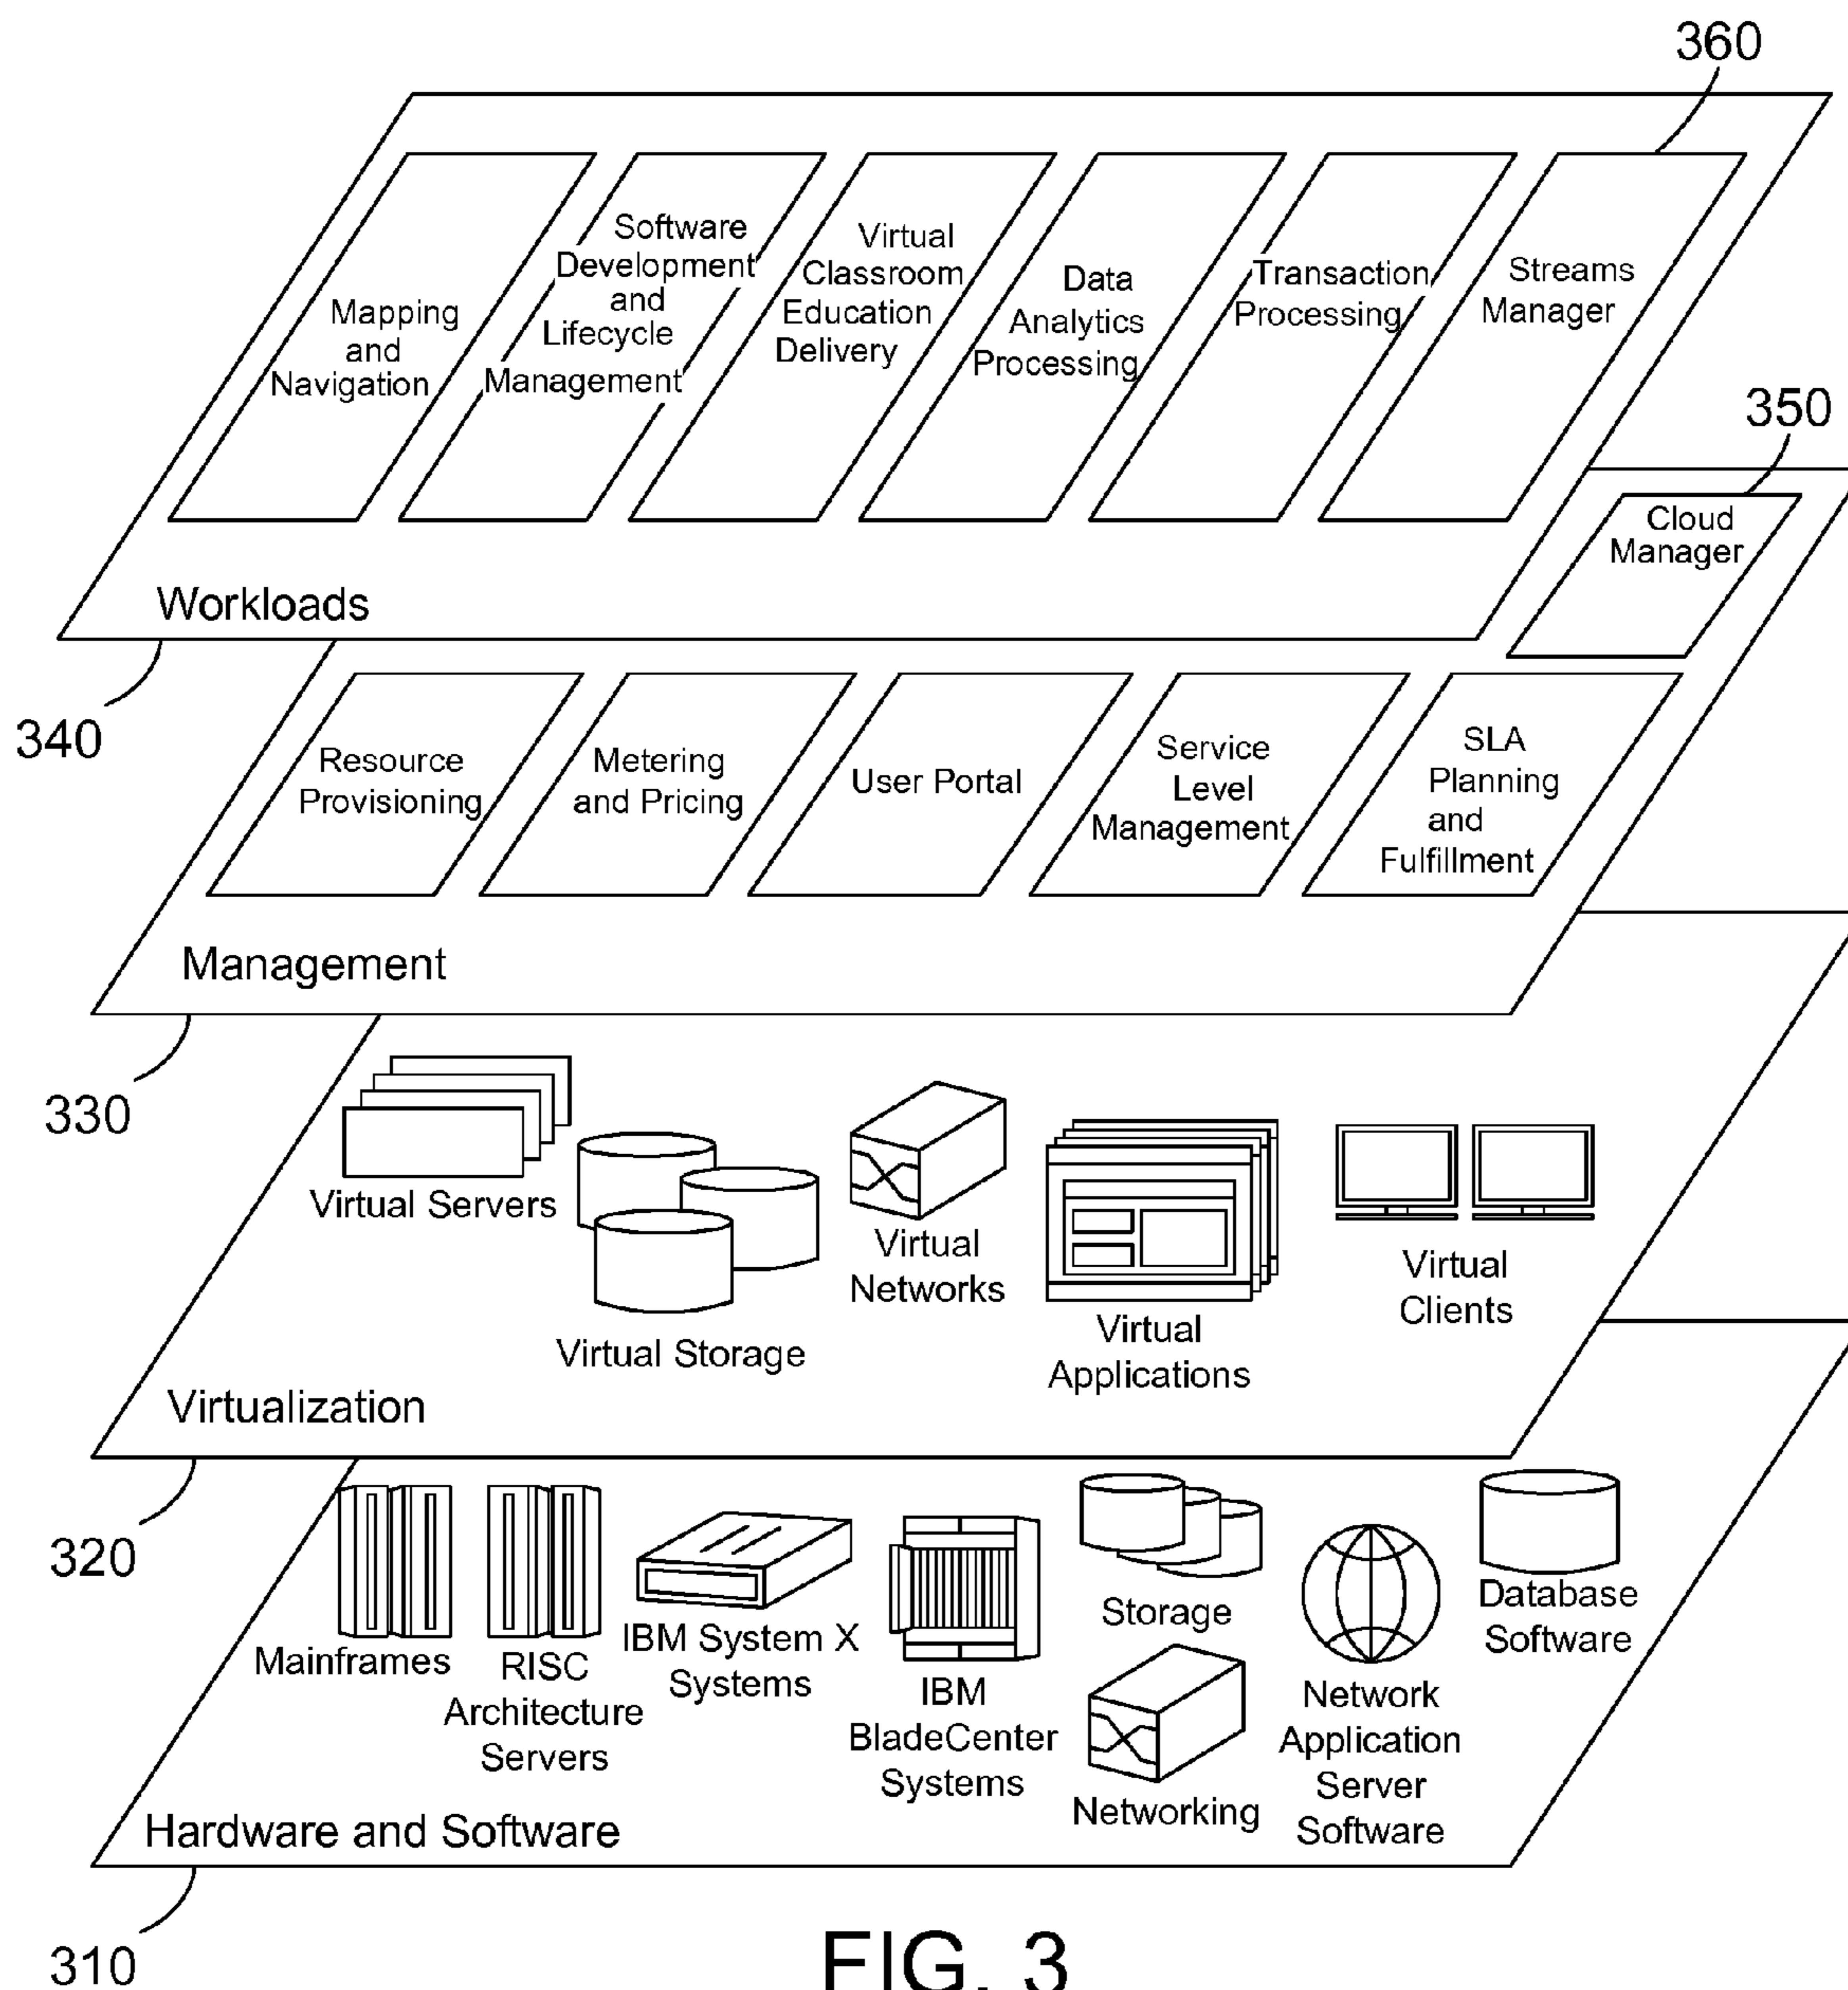 360
Mapping
and
Navigation
Software
Development
and
Lifecycle
Management
Virtual
Classroom
Education
Delivery
Data
Analytics
Processing
Transaction
Processing
Streams
Manager
350
Cloud
Manager
Workloads
340
Resource
Provisioning
Metering
and Pricing
User Portal
Service
Level
Management
SLA
Planning
and
Fulfillment
Management
330
Virtual Servers
Virtual Storage
Virtual
Networks
Virtual
Applications
Virtual
Clients
Virtualization
320
Mainframes
RISC
Architecture
Servers
IBM System X
Systems
IBM
BladeCenter
Systems
Storage
Networking
Network
Application
Server
Software
Database
Software
Hardware and Software
310
FIG. 3